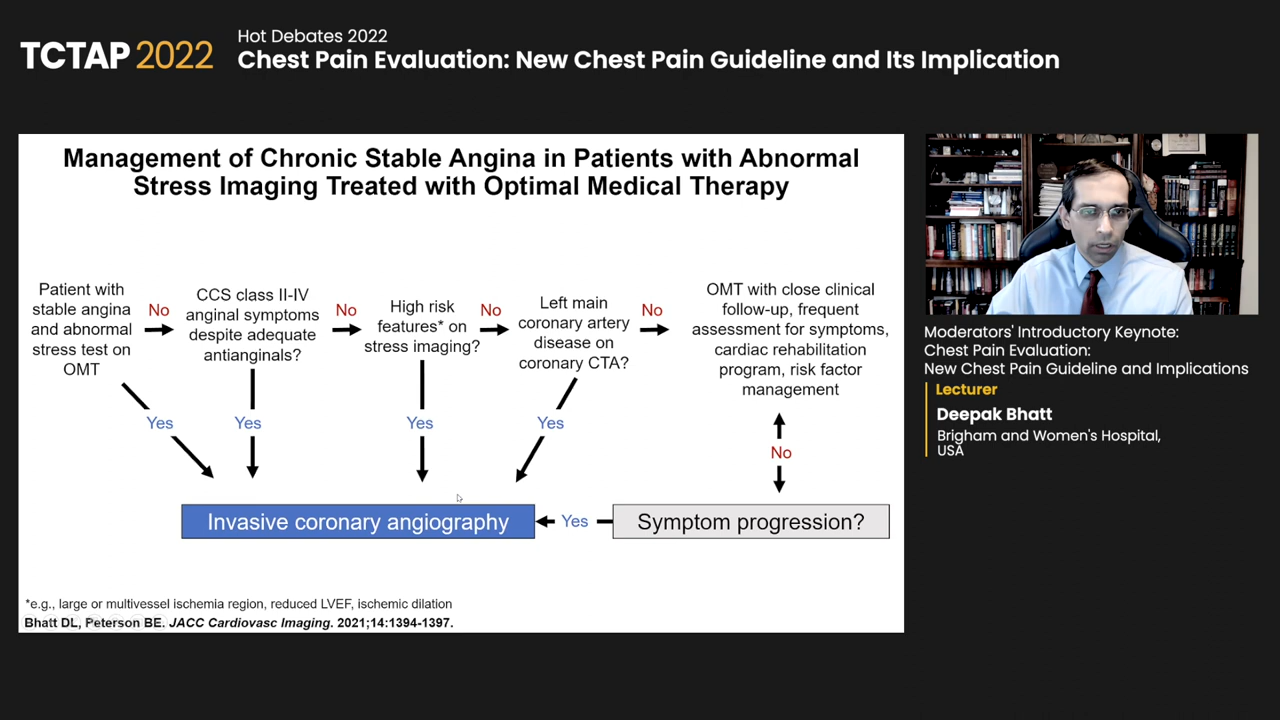 TCTAP 2022
Hot Debates 2022
Chest Pain Evaluation: New Chest Pain Guideline and Its Implication
Management of Chronic Stable Angina in Patients with Abnormal
Stress Imaging Treated with Optimal Medical Therapy
Patient with
stable angina
and abnormal
stress test on
OMT
No
CCS class II-IV
anginal symptoms
despite adequate
antianginals?
No
High risk
features* on
stress imaging?
No
Left main
coronary artery
disease on
coronary CTA?
No
OMT with close clinical
follow-up, frequent
assessment for symptoms,
cardiac rehabilitation
program, risk factor
management
Yes
Yes
Yes
Yes
No
Invasive coronary angiography
Yes
Symptom progression?
*e.g., large or multivessel ischemia region, reduced LVEF, ischemic dilation
Bhatt DL, Peterson BE. JACC Cardiovasc Imaging. 2021;14:1394-1397.
Moderators' Introductory Keynote:
Chest Pain Evaluation:
New Chest Pain Guideline and Implications
Lecturer
Deepak Bhatt
Brigham and Women's Hospital,
USA